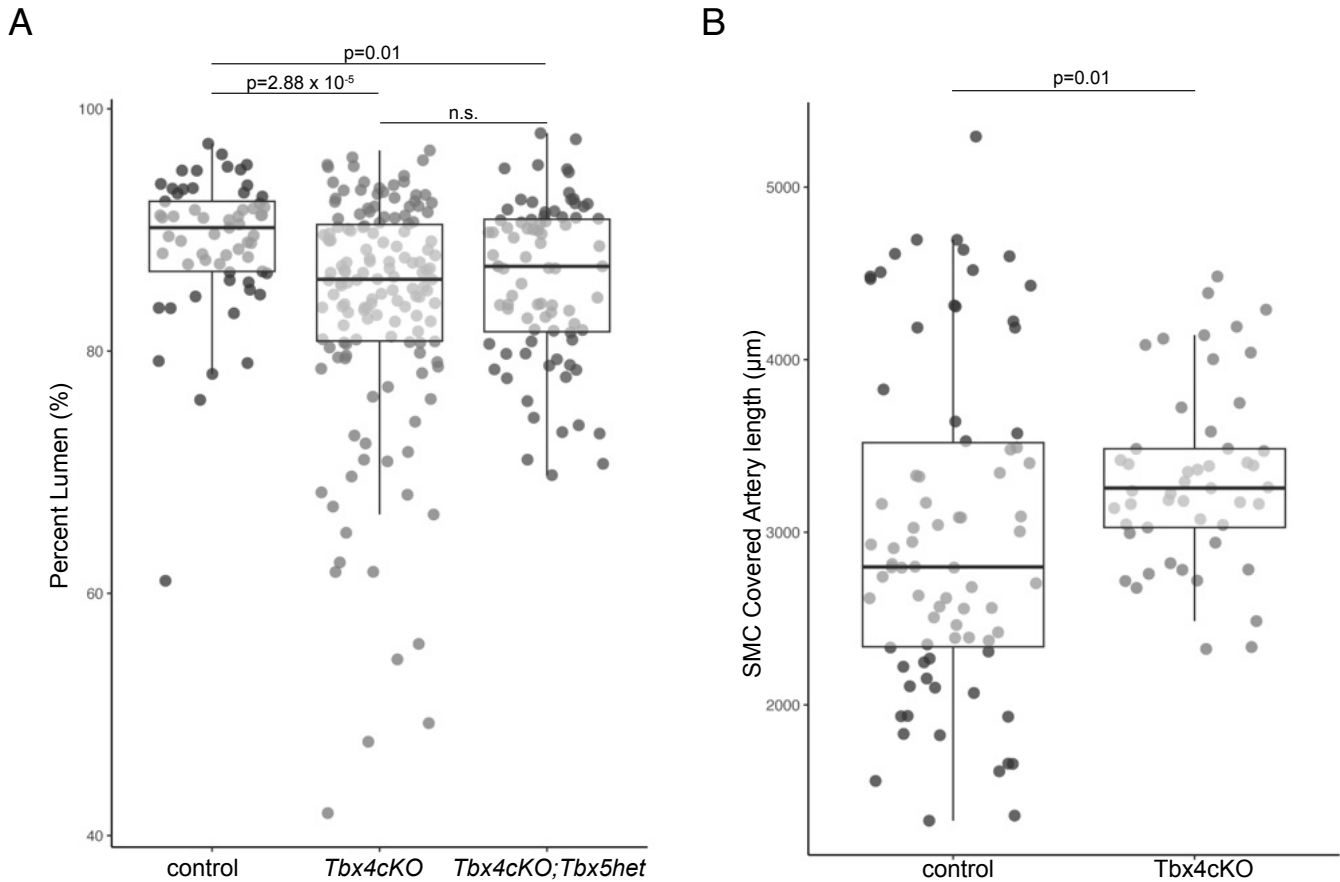 A
p=0.01
p=2.88 x 10-5
n.s.
100
80
60
40
Percent Lumen (%)
control Tbx4cKO Tbx4cKO;Tbx5het
B
p=0.01
5000
4000
3000
2000
SMC Covered Artery length (μm)
control Tbx4cKO